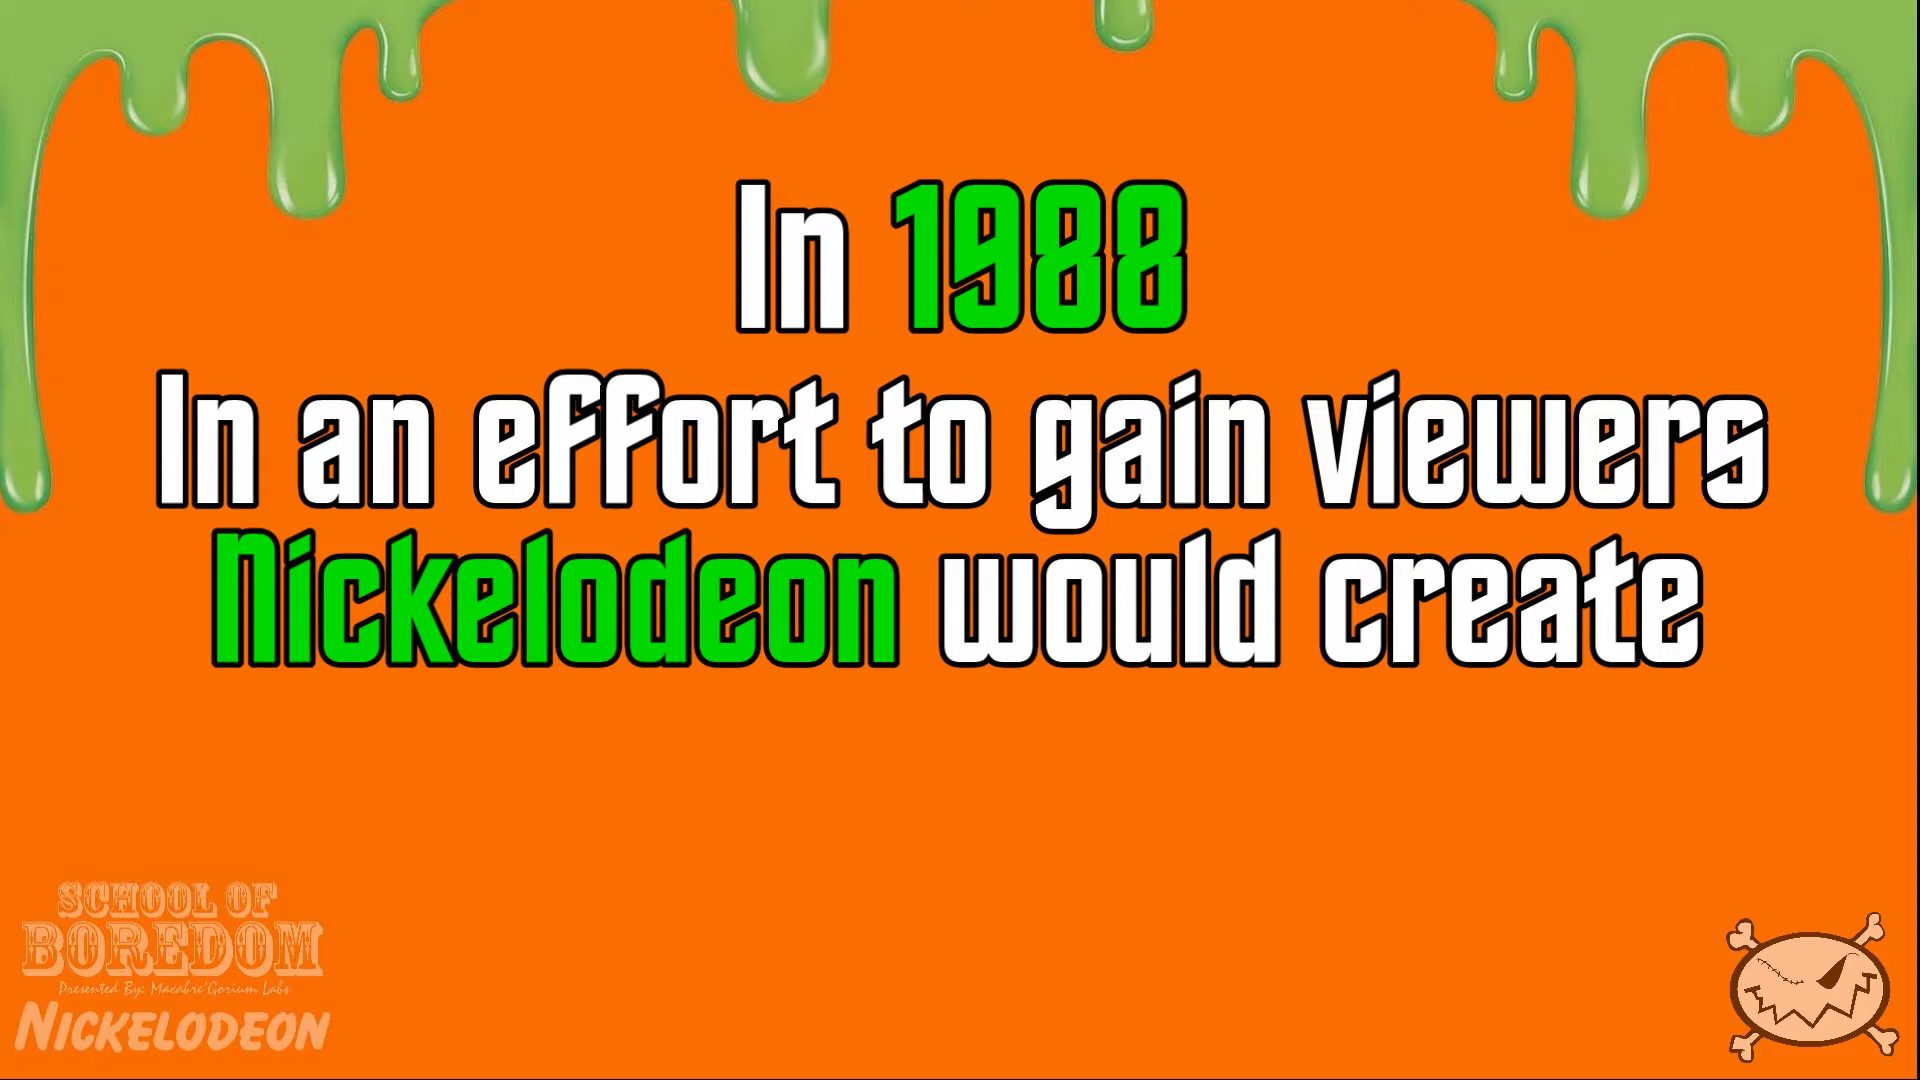 In 1988
In an effort to gain viewers
Nickelodeon would create
SCHOOL OF
BOREDOM
Presented By: Macabre'Gorium Labs
NICKELODEON